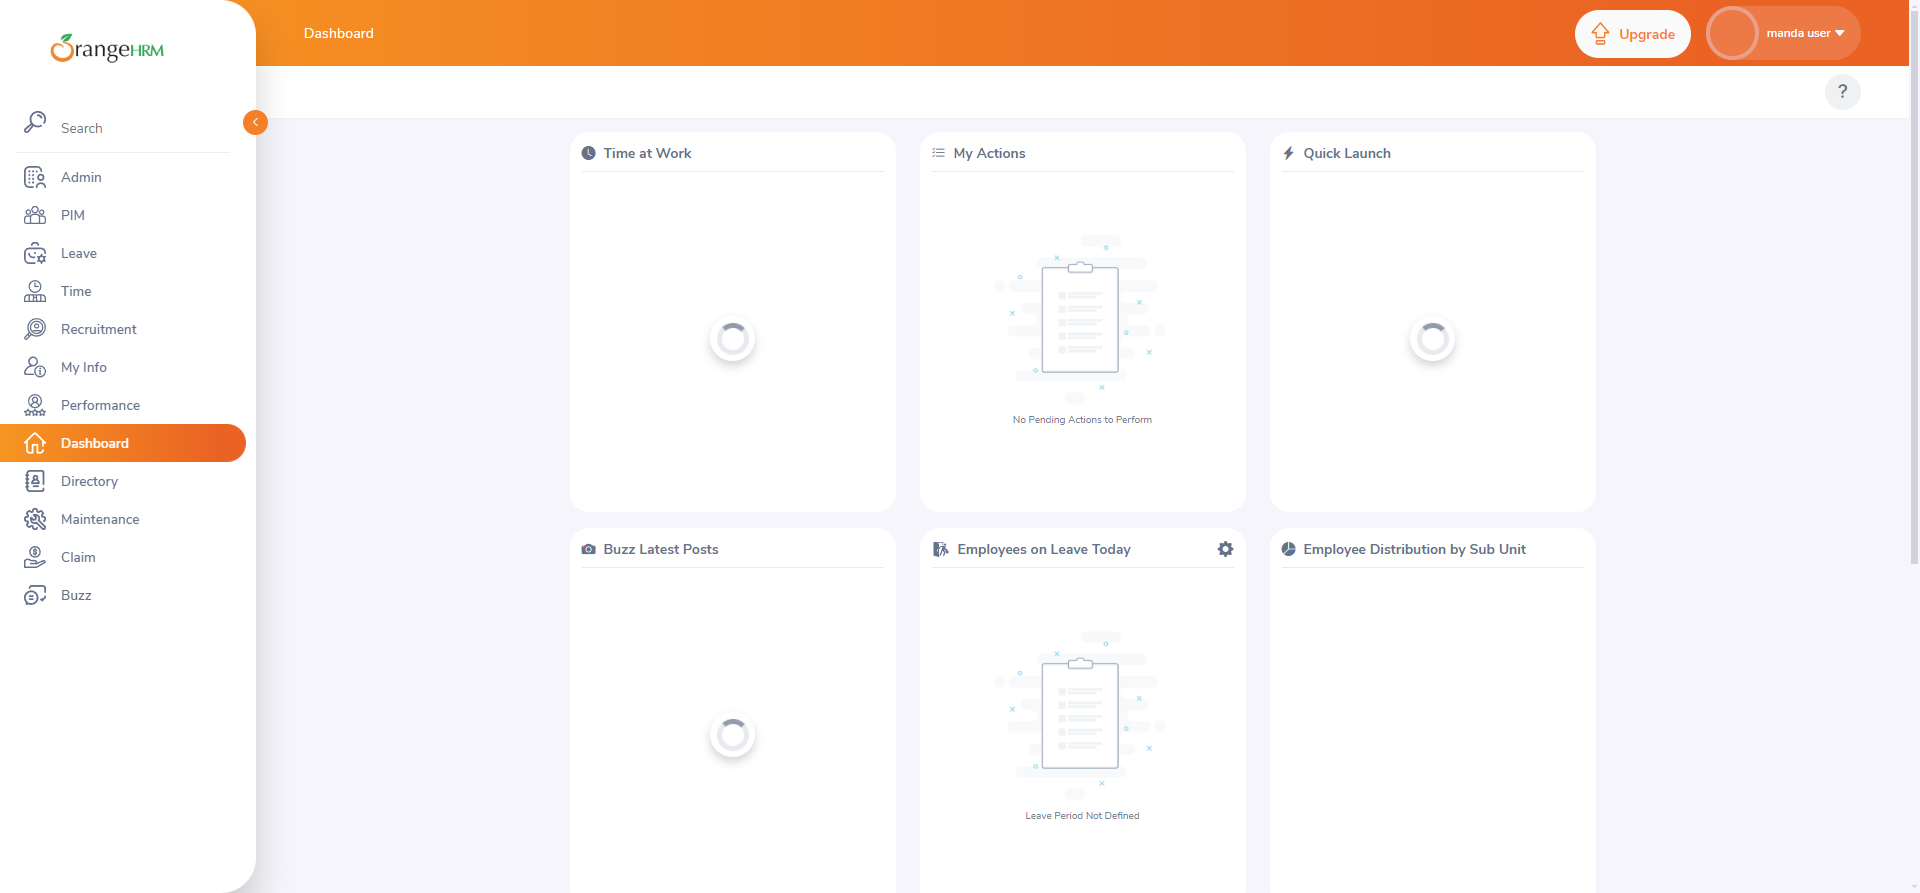 OrangeHRM
Dashboard
Upgrade
manda user
?
Search
Admin
PIM
Leave
Time
Recruitment
My Info
Performance
Dashboard
Directory
Maintenance
Claim
Buzz
Time at Work
My Actions
No Pending Actions to Perform
Quick Launch
Buzz Latest Posts
Employees on Leave Today
Leave Period Not Defined
Employee Distribution by Sub Unit